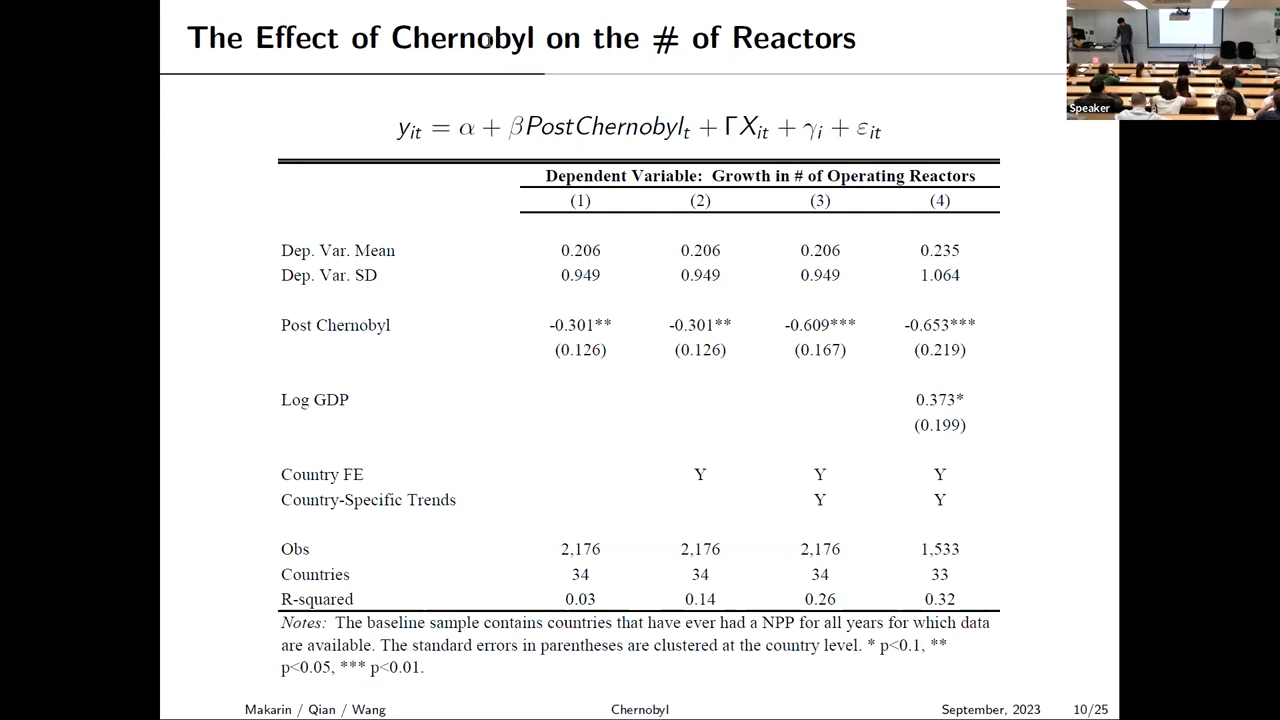 The Effect of Chernobyl on the # of Reactors
Speaker
y_it = α + βPostChernobyl_t + ΓX_it + γ_i + ε_it
Dependent Variable: Growth in # of Operating Reactors
(1) (2) (3) (4)
Dep. Var. Mean 0.206 0.206 0.206 0.235
Dep. Var. SD 0.949 0.949 0.949 1.064
Post Chernobyl -0.301** -0.301** -0.609*** -0.653***
(0.126) (0.126) (0.167) (0.219)
Log GDP 0.373*
(0.199)
Country FE Y Y Y
Country-Specific Trends Y Y
Obs 2,176 2,176 2,176 1,533
Countries 34 34 34 33
R-squared 0.03 0.14 0.26 0.32
Notes: The baseline sample contains countries that have ever had a NPP for all years for which data
are available. The standard errors in parentheses are clustered at the country level. * p<0.1, **
p<0.05, *** p<0.01.
Makarin / Qian / Wang Chernobyl September, 2023 10/25